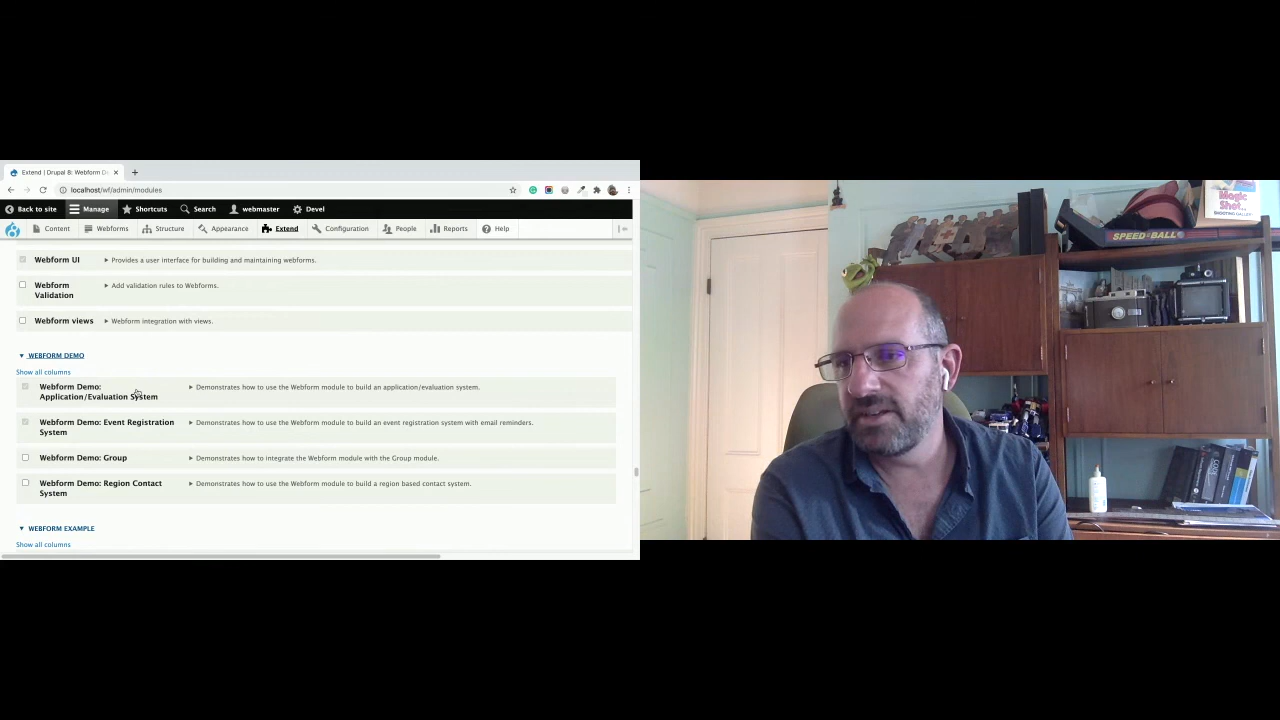 Extend | Drupal 8: Webform D
localhost/wf/admin/modules
Back to site Manage Shortcuts Search webmaster Devel
Content Webforms Structure Appearance Extend Configuration People Reports Help
Webform UI Provides a user interface for building and maintaining webforms.
Webform Validation Add validation rules to Webforms.
Webform views Webform integration with views.
WEBFORM DEMO
Show all columns
Webform Demo: Application/Evaluation System Demonstrates how to use the Webform module to build an application/evaluation system.
Webform Demo: Event Registration System Demonstrates how to use the Webform module to build an event registration system with email reminders.
Webform Demo: Group Demonstrates how to integrate the Webform module with the Group module.
Webform Demo: Region Contact System Demonstrates how to use the Webform module to build a region based contact system.
WEBFORM EXAMPLE
Show all columns
Magic
Shot
SHOOTING GALLERY
SPEED-BALL